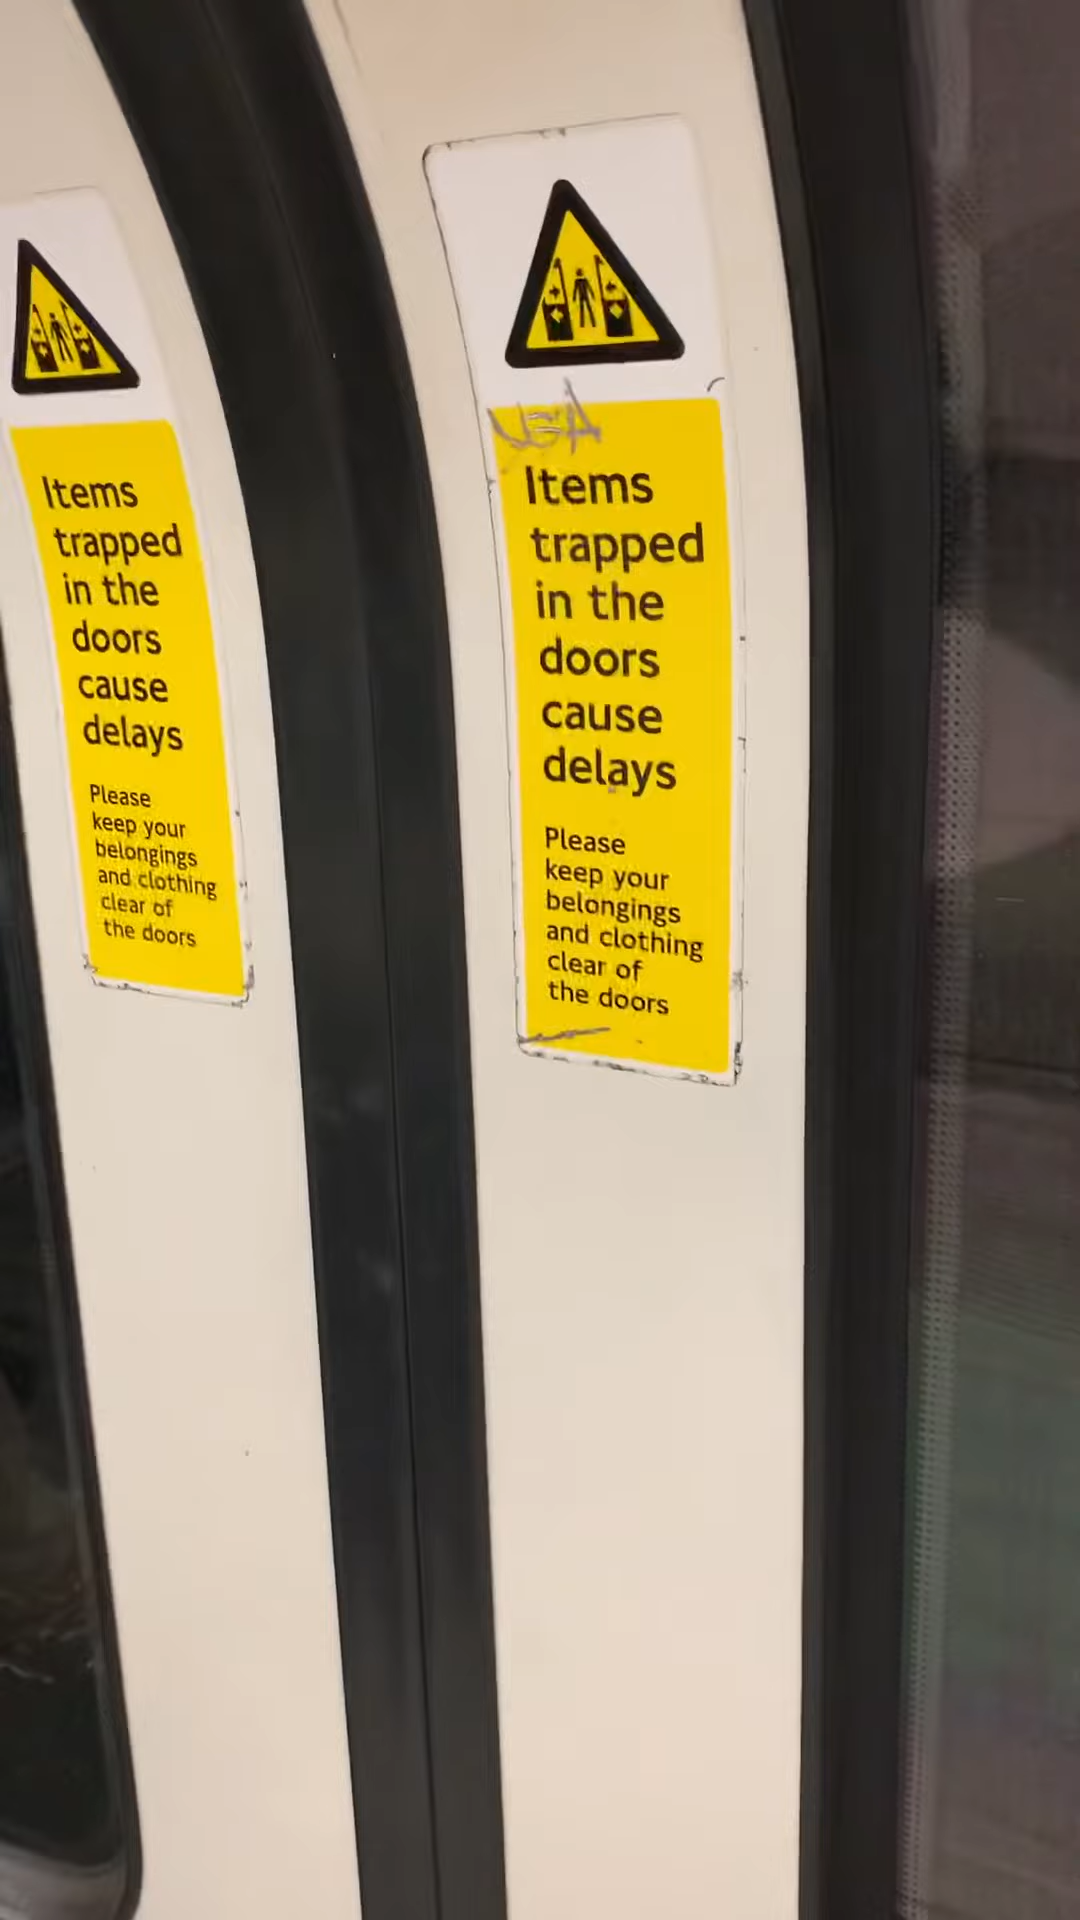 Items
trapped
in the
doors
cause
delays
Please
keep your
belongings
and clothing
clear of
the doors
Items
trapped
in the
doors
cause
delays
Please
keep your
belongings
and clothing
clear of
the doors